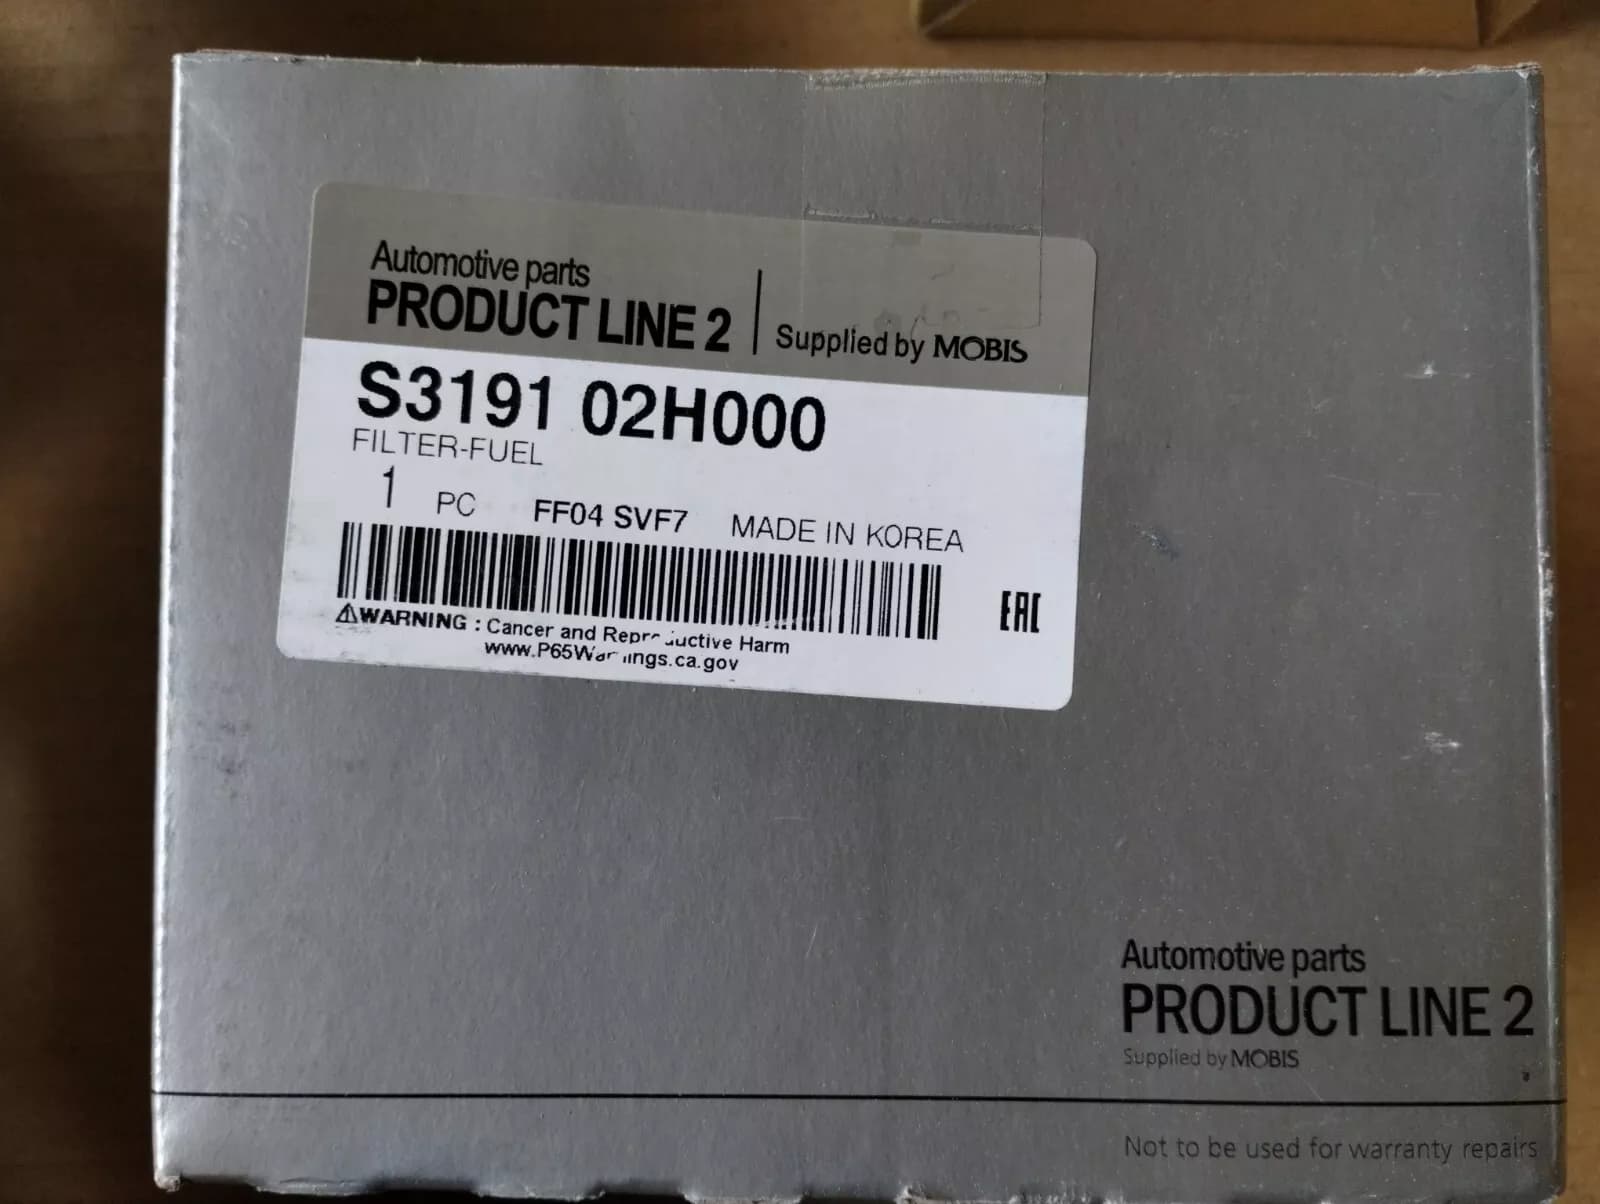 Automotive parts
PRODUCT LINE 2
Supplied by MOBIS
S3191 02H000
FILTER-FUEL
1 PC FF04 SVF7 MADE IN KOREA
EAC
⚠WARNING : Cancer and Reproductive Harm
www.P65Warnings.ca.gov
Automotive parts
PRODUCT LINE 2
Supplied by MOBIS
Not to be used for warranty repairs